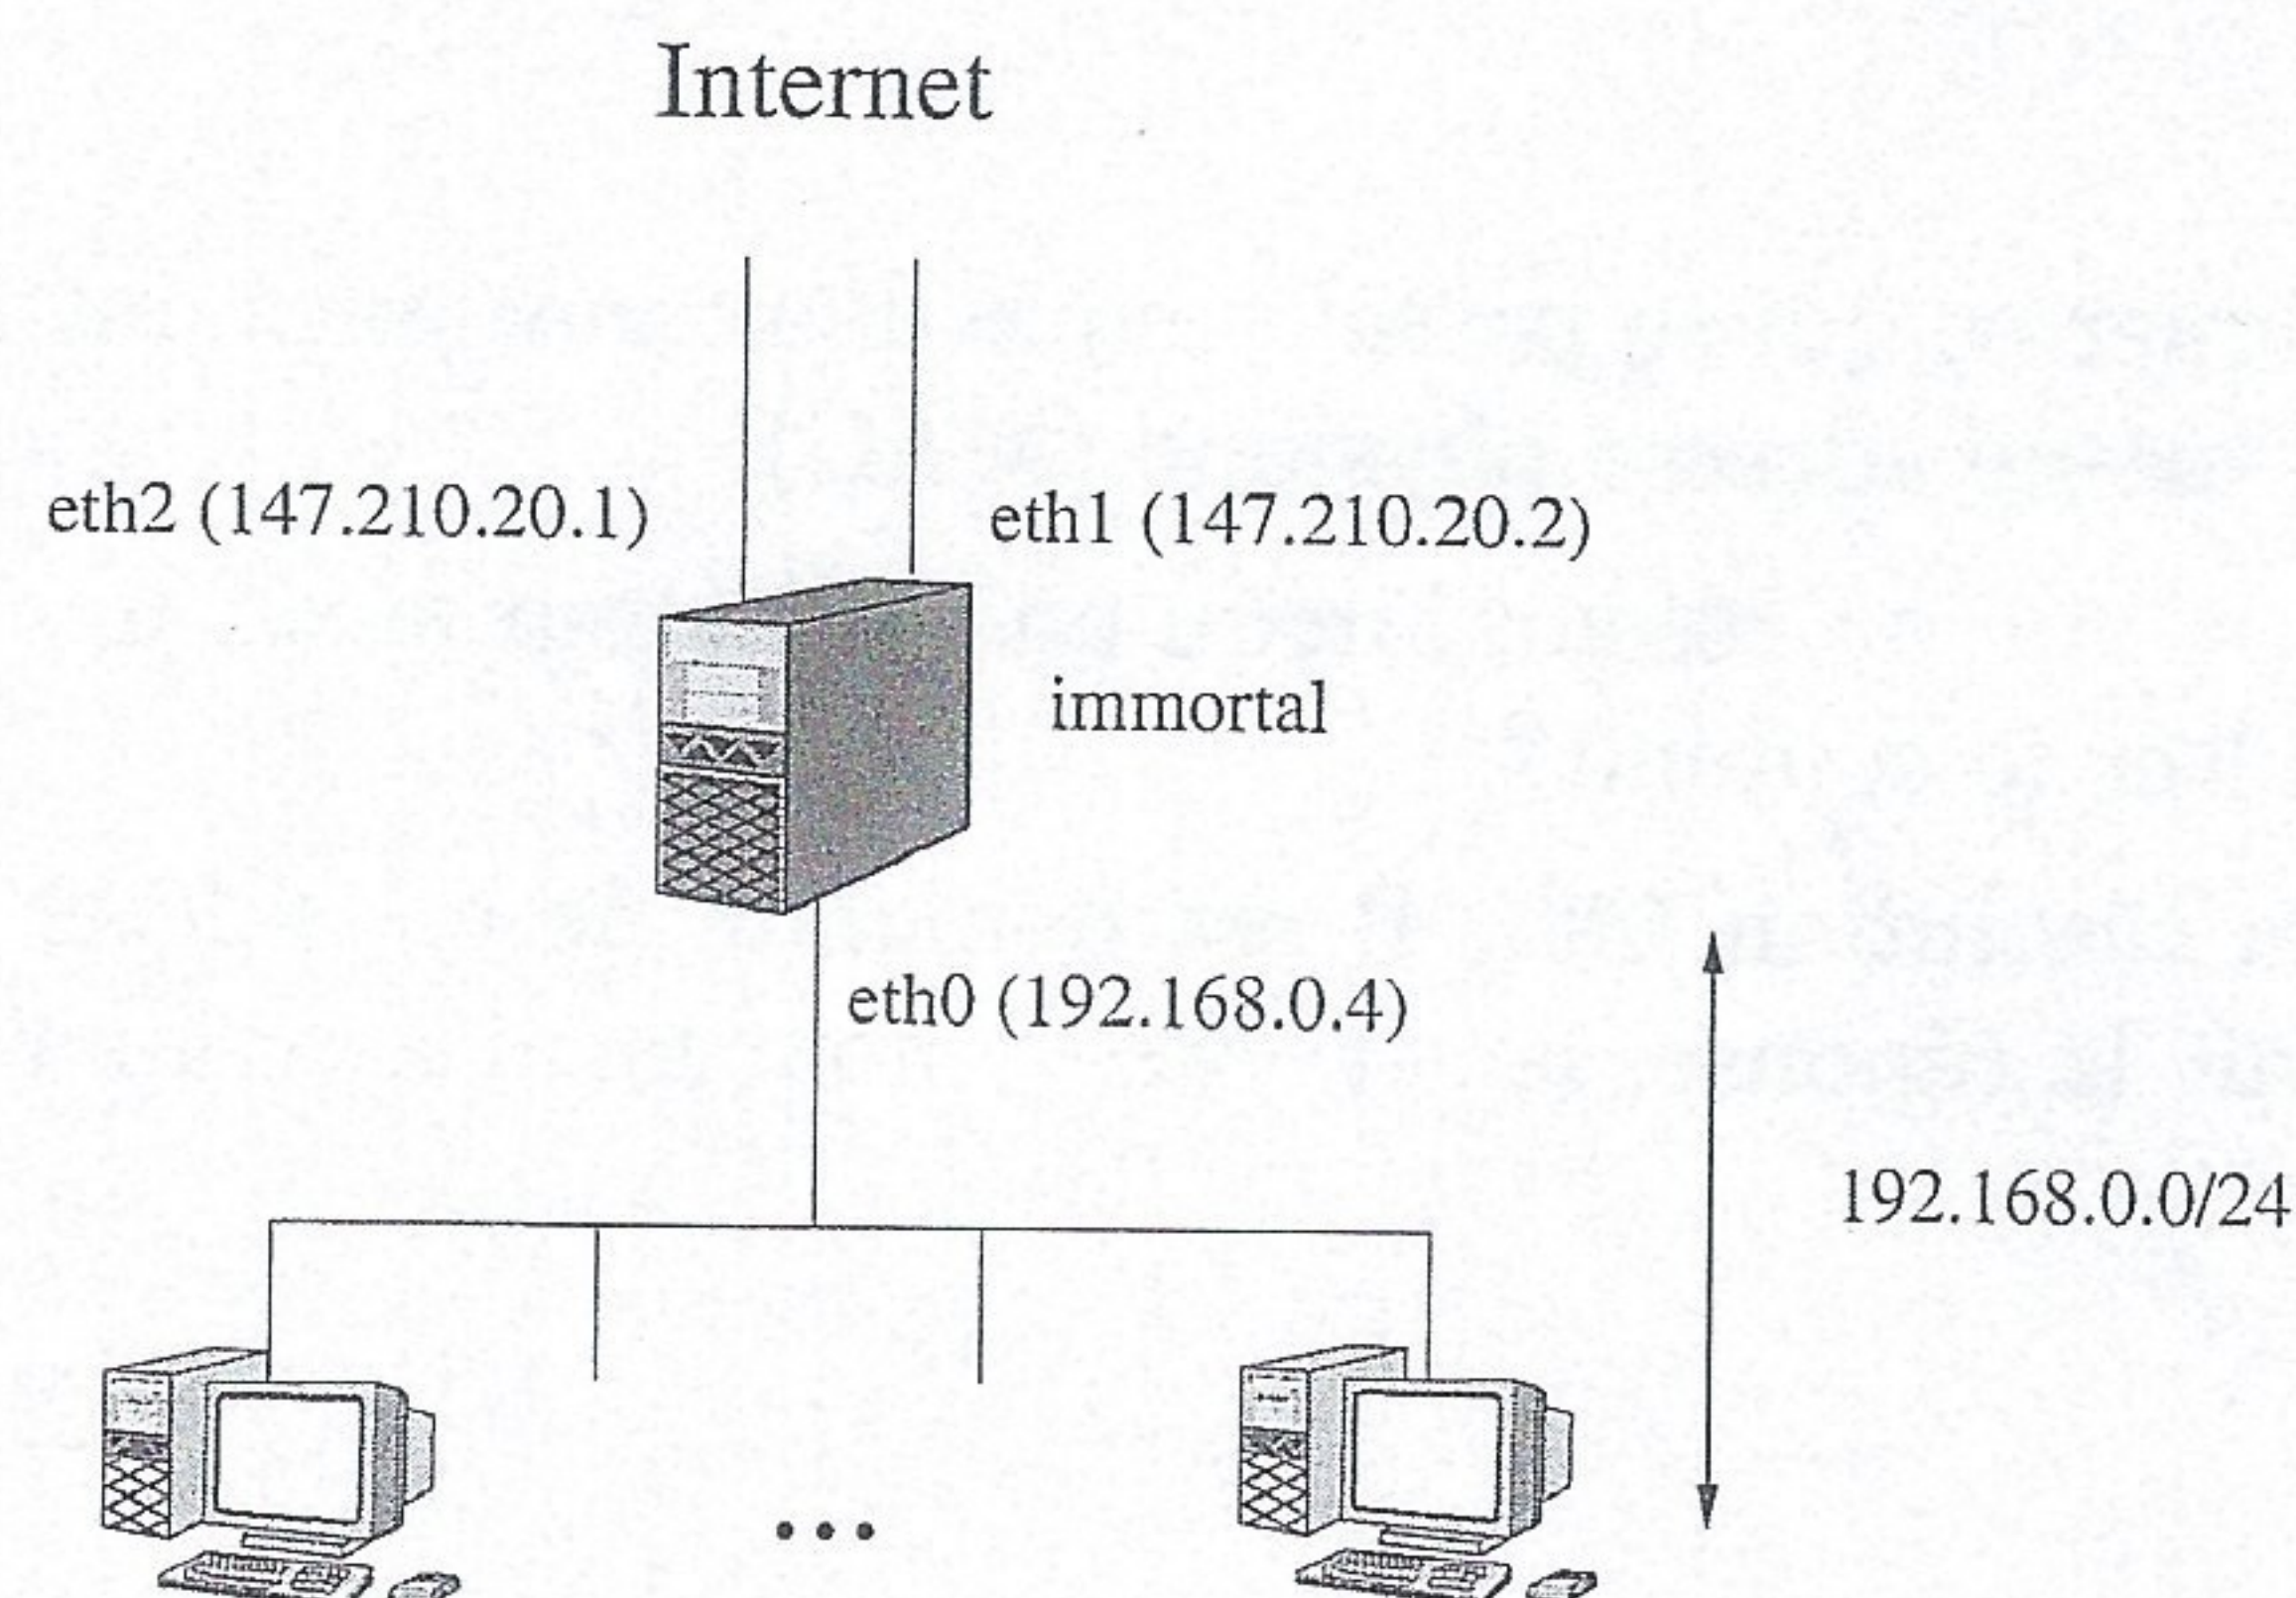 Internet
eth2 (147.210.20.1)
eth1 (147.210.20.2)
immortal
eth0 (192.168.0.4)
192.168.0.0/24